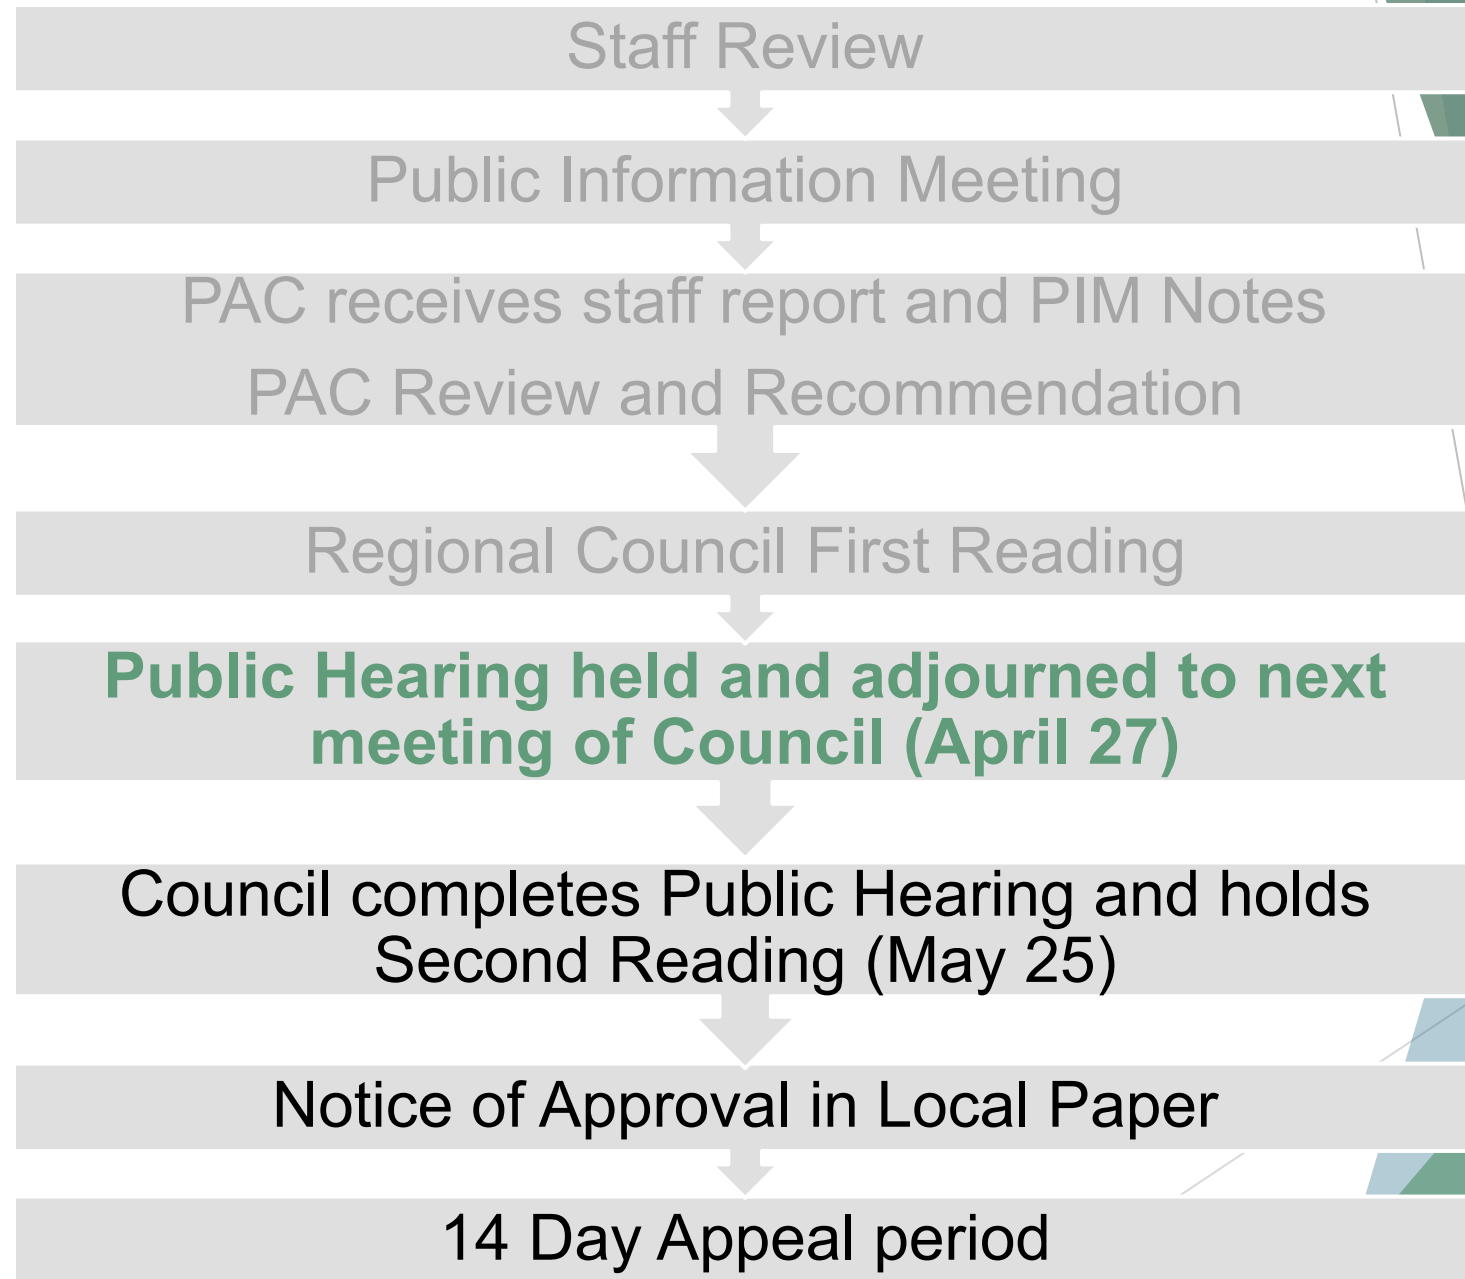 Staff Review
Public Information Meeting
PAC receives staff report and PIM Notes
PAC Review and Recommendation
Regional Council First Reading
Public Hearing held and adjourned to next
meeting of Council (April 27)
Council completes Public Hearing and holds
Second Reading (May 25)
Notice of Approval in Local Paper
14 Day Appeal period